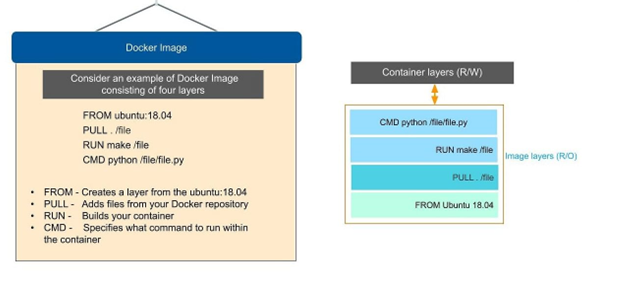 Docker Image
Consider an example of Docker Image
consisting of four layers
FROM ubuntu:18.04
PULL . /file
RUN make /file
CMD python /file/file.py
• FROM - Creates a layer from the ubuntu:18.04
• PULL - Adds files from your Docker repository
• RUN - Builds your container
• CMD - Specifies what command to run within
the container
Container layers (R/W)
CMD python /file/file.py
RUN make /file
PULL . /file
FROM Ubuntu 18.04
Image layers (R/O)